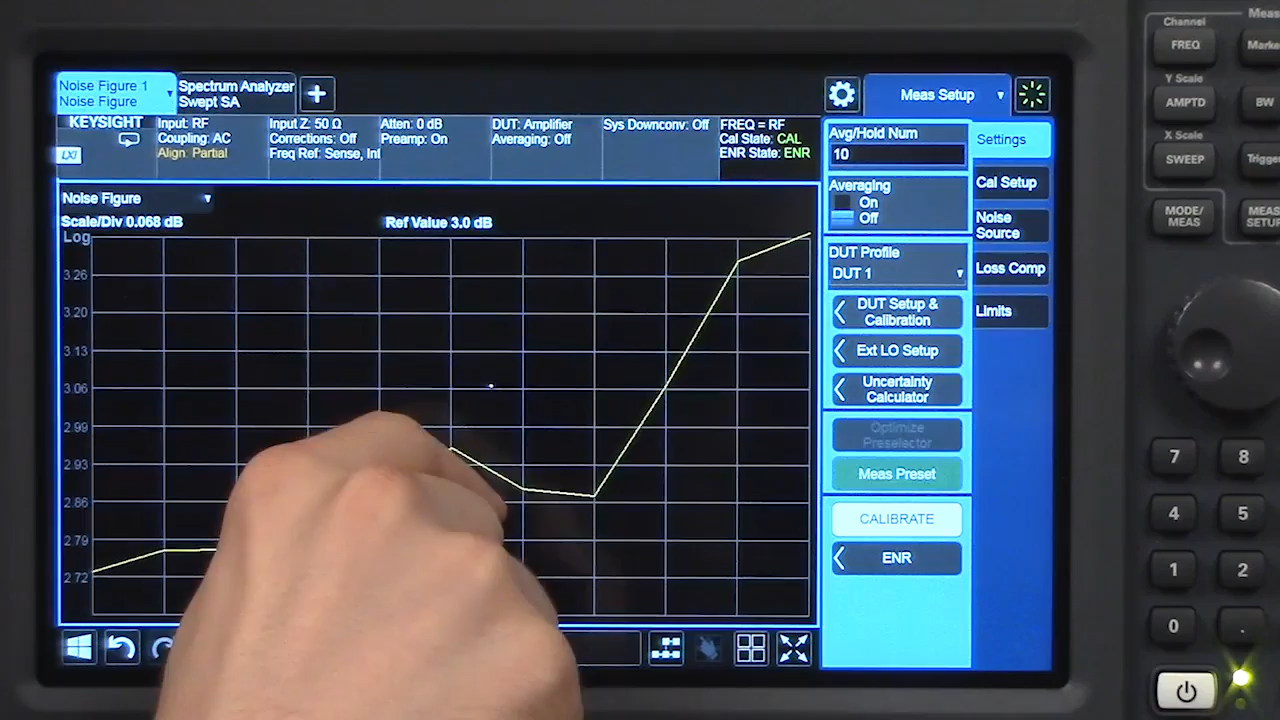 Noise Figure 1
Noise Figure
Spectrum Analyzer
Swept SA
+
Meas Setup
KEYSIGHT
LXI
Input: RF
Coupling: AC
Align: Partial
Input Z: 50 Ω
Corrections: Off
Freq Ref: Sense, Int
Atten: 0 dB
Preamp: On
DUT: Amplifier
Averaging: Off
Sys Downconv: Off
FREQ = RF
Cal State: CAL
ENR State: ENR
Noise Figure
Scale/Div 0.068 dB
Ref Value 3.0 dB
Log
3.26
3.20
3.13
3.06
2.99
2.93
2.86
2.79
2.72
Avg/Hold Num
10
Averaging
On
Off
DUT Profile
DUT 1
DUT Setup &
Calibration
Ext LO Setup
Uncertainty
Calculator
Optimize
Preselector
Meas Preset
CALIBRATE
ENR
Settings
Cal Setup
Noise
Source
Loss Comp
Limits
Channel
FREQ
Y Scale
AMPTD
X Scale
SWEEP
MODE/
MEAS
Meas
Marke
BW
Trigge
MEAS
SETUP
7
8
4
5
1
2
0
.